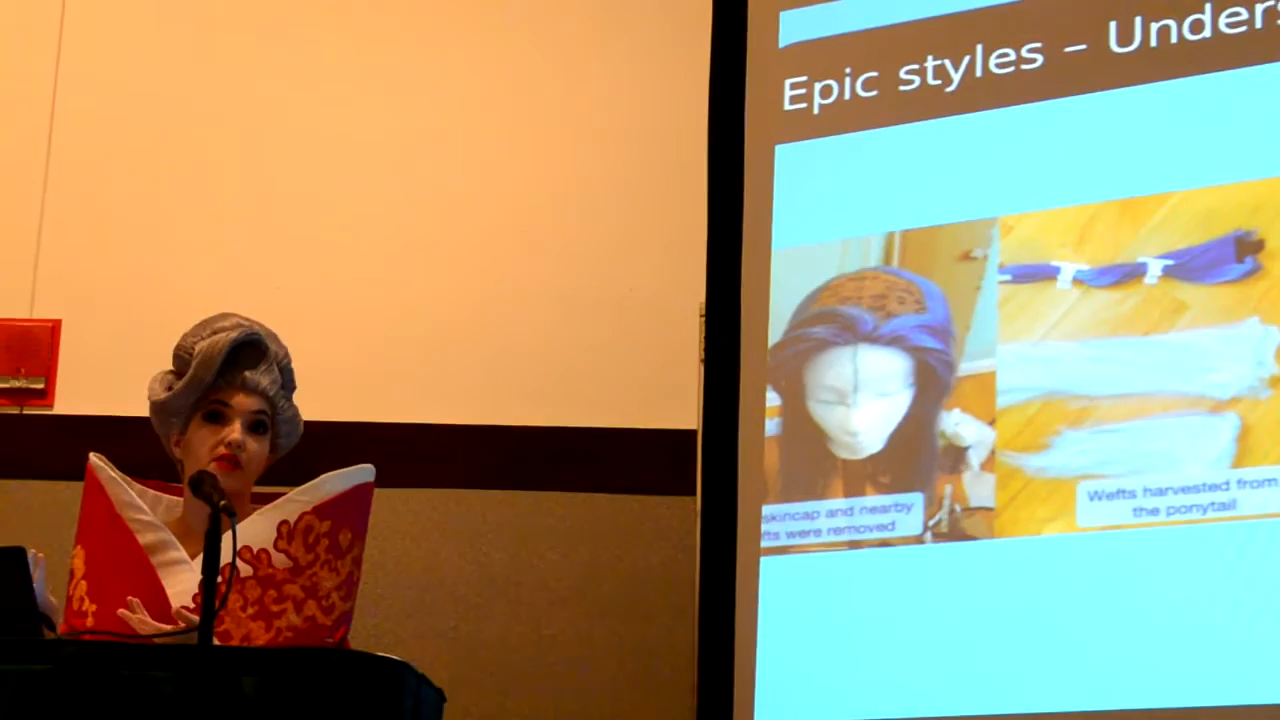 Epic styles – Unders
skincap and nearby
fts were removed
Wefts harvested from
the ponytail